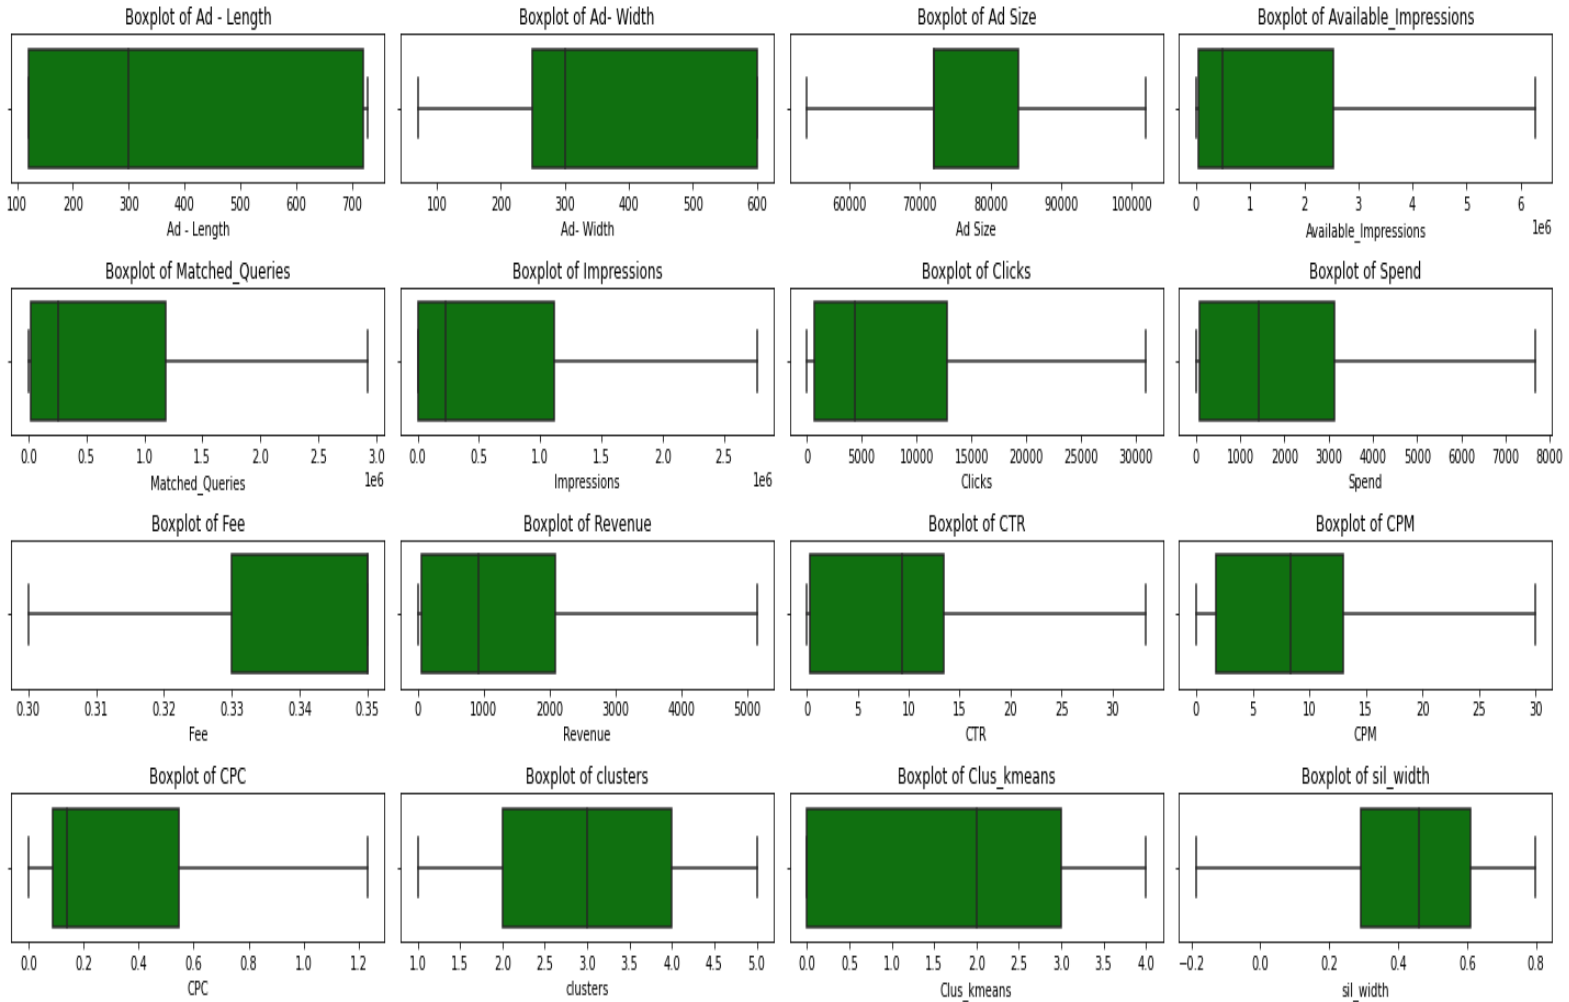 Boxplot of Ad - Length
100 200 300 400 500 600 700
Ad - Length
Boxplot of Ad- Width
100 200 300 400 500 600
Ad- Width
Boxplot of Ad Size
60000 70000 80000 90000 100000
Ad Size
Boxplot of Available_Impressions
0 1 2 3 4 5 6
1e6
Available_Impressions
Boxplot of Matched_Queries
0.0 0.5 1.0 1.5 2.0 2.5 3.0
Matched_Queries 1e6
Boxplot of Impressions
0.0 0.5 1.0 1.5 2.0 2.5
Impressions 1e6
Boxplot of Clicks
0 5000 10000 15000 20000 25000 30000
Clicks
Boxplot of Spend
0 1000 2000 3000 4000 5000 6000 7000 8000
Spend
Boxplot of Fee
0.30 0.31 0.32 0.33 0.34 0.35
Fee
Boxplot of Revenue
0 1000 2000 3000 4000 5000
Revenue
Boxplot of CTR
0 5 10 15 20 25 30
CTR
Boxplot of CPM
0 5 10 15 20 25 30
CPM
Boxplot of CPC
0.0 0.2 0.4 0.6 0.8 1.0 1.2
CPC
Boxplot of clusters
1.0 1.5 2.0 2.5 3.0 3.5 4.0 4.5 5.0
clusters
Boxplot of Clus_kmeans
0.0 0.5 1.0 1.5 2.0 2.5 3.0 3.5 4.0
Clus_kmeans
Boxplot of sil_width
−0.2 0.0 0.2 0.4 0.6 0.8
sil_width